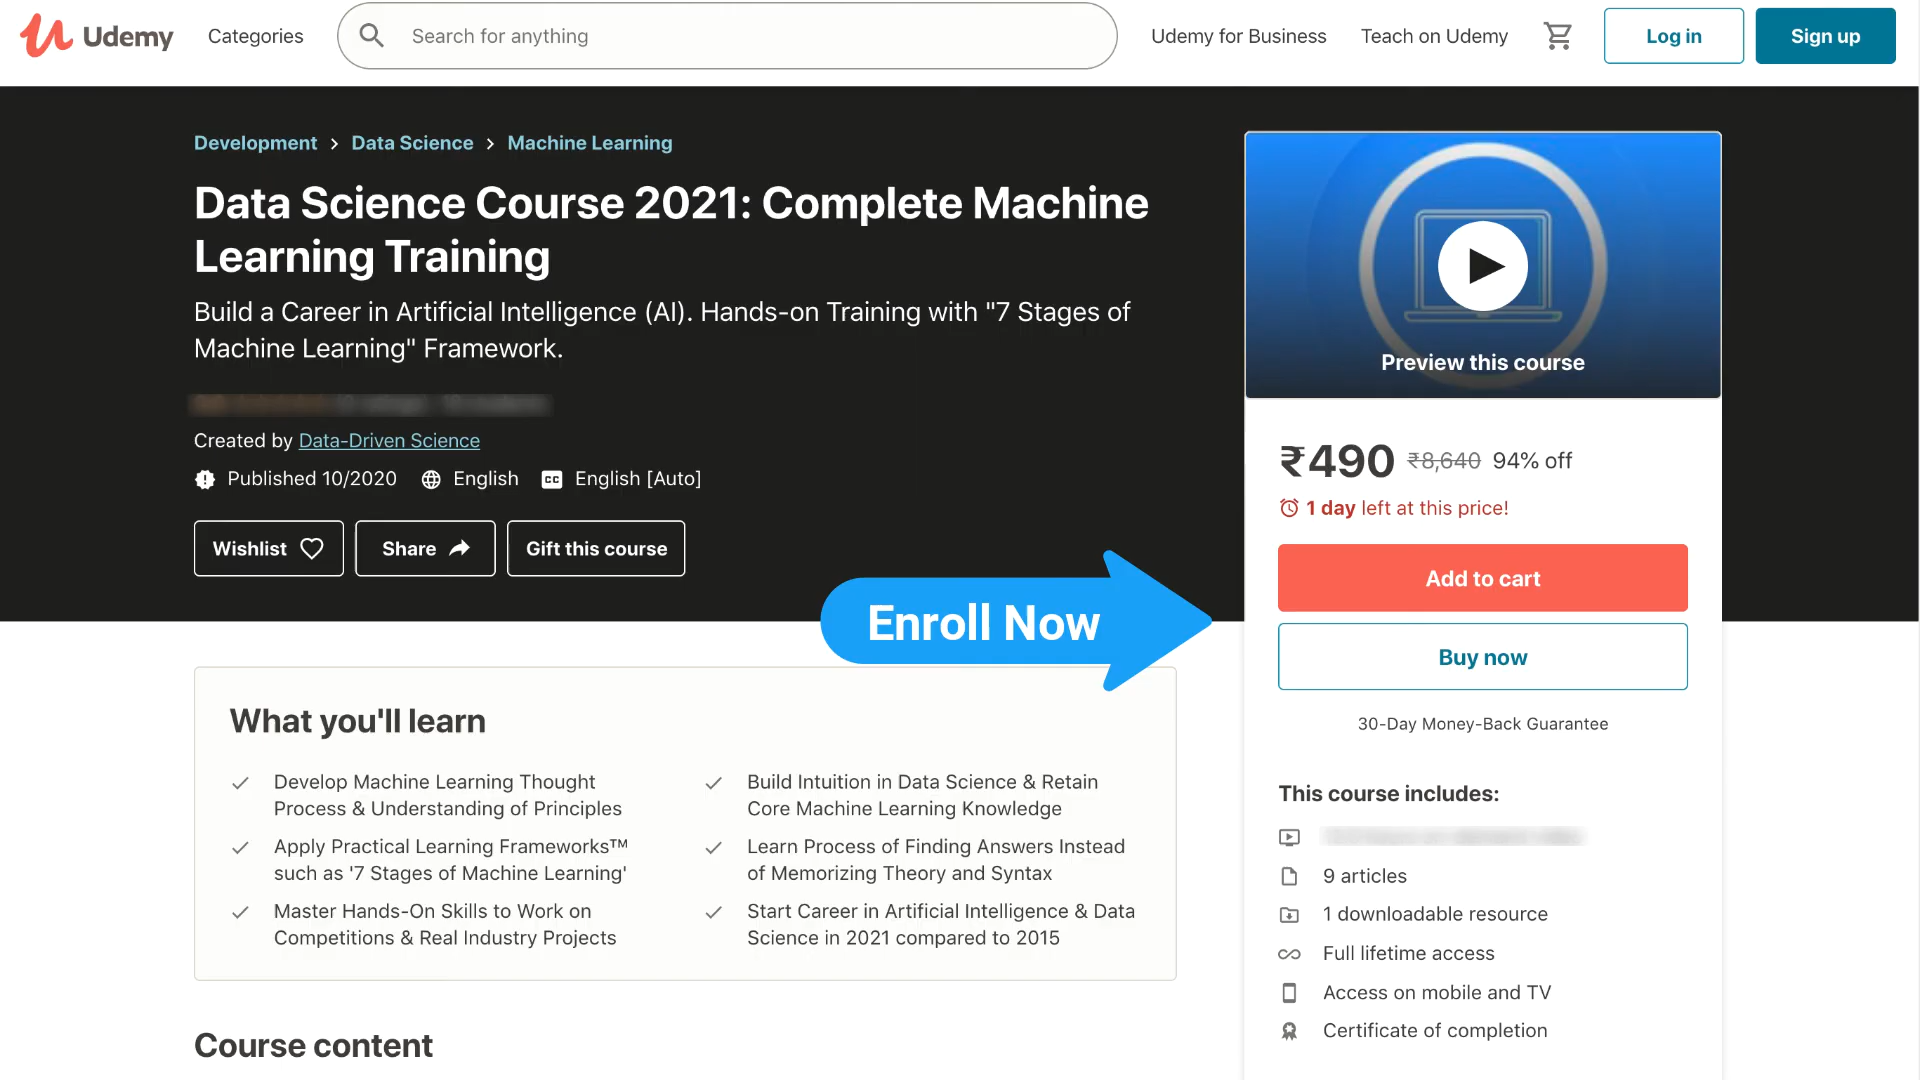 Udemy
Categories
Search for anything
Udemy for Business
Teach on Udemy
Log in
Sign up
Development > Data Science > Machine Learning
Data Science Course 2021: Complete Machine
Learning Training
Build a Career in Artificial Intelligence (AI). Hands-on Training with "7 Stages of
Machine Learning" Framework.
Created by Data-Driven Science
Published 10/2020 English CC English [Auto]
Wishlist
Share
Gift this course
Preview this course
₹490 ₹8,640 94% off
1 day left at this price!
Add to cart
Enroll Now
Buy now
30-Day Money-Back Guarantee
What you'll learn
Develop Machine Learning Thought
Process & Understanding of Principles
Apply Practical Learning Frameworks™
such as '7 Stages of Machine Learning'
Master Hands-On Skills to Work on
Competitions & Real Industry Projects
Build Intuition in Data Science & Retain
Core Machine Learning Knowledge
Learn Process of Finding Answers Instead
of Memorizing Theory and Syntax
Start Career in Artificial Intelligence & Data
Science in 2021 compared to 2015
This course includes:
9 articles
1 downloadable resource
Full lifetime access
Access on mobile and TV
Certificate of completion
Course content